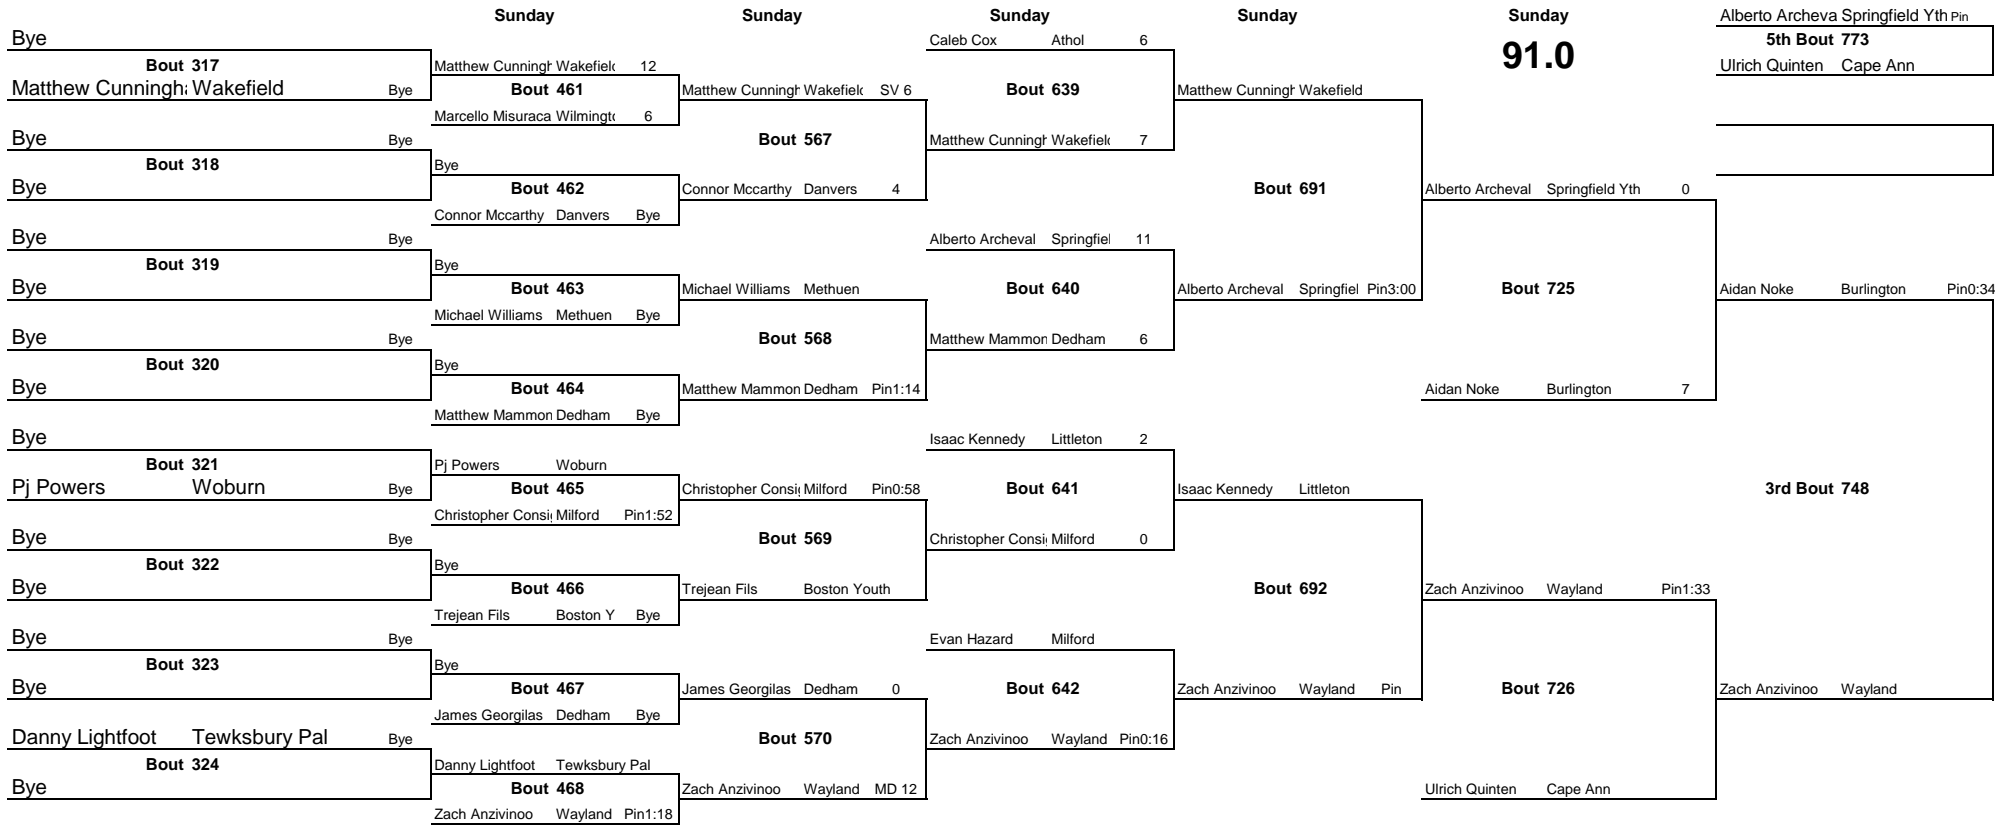 Sunday Sunday Sunday Sunday Sunday Alberto Archeva Springfield Yth Pin
Bye Caleb Cox Athol 6 91.0 5th Bout 773
Bout 317 Matthew Cunningh Wakefield 12 Ulrich Quinten Cape Ann
Matthew Cunningha Wakefield Bye Bout 461 Matthew Cunningh Wakefield SV 6 Bout 639 Matthew Cunningh Wakefield
Marcello Misuraca Wilmingto 6
Bye Bye Bout 567 Matthew Cunningh Wakefield 7
Bout 318 Bye
Bye Bout 462 Connor Mccarthy Danvers 4 Bout 691 Alberto Archeval Springfield Yth 0
Connor Mccarthy Danvers Bye
Bye Bye Alberto Archeval Springfiel 11
Bout 319 Bye
Bye Bout 463 Michael Williams Methuen Bout 640 Alberto Archeval Springfiel Pin3:00 Bout 725 Aidan Noke Burlington Pin0:34
Michael Williams Methuen Bye
Bye Bye Bout 568 Matthew Mammon Dedham 6
Bout 320 Bye
Bye Bout 464 Matthew Mammon Dedham Pin1:14 Aidan Noke Burlington 7
Matthew Mammon Dedham Bye
Bye Isaac Kennedy Littleton 2
Bout 321 Pj Powers Woburn
Pj Powers Woburn Bye Bout 465 Christopher Consig Milford Pin0:58 Bout 641 Isaac Kennedy Littleton 3rd Bout 748
Christopher Consig Milford Pin1:52
Bye Bye Bout 569 Christopher Consig Milford 0
Bout 322 Bye
Bye Bout 466 Trejean Fils Boston Youth Bout 692 Zach Anzivinoo Wayland Pin1:33
Trejean Fils Boston Y Bye
Bye Bye Evan Hazard Milford
Bout 323 Bye
Bye Bout 467 James Georgilas Dedham 0 Bout 642 Zach Anzivinoo Wayland Pin Bout 726 Zach Anzivinoo Wayland
James Georgilas Dedham Bye
Danny Lightfoot Tewksbury Pal Bye Bout 570 Zach Anzivinoo Wayland Pin0:16
Bout 324 Danny Lightfoot Tewksbury Pal
Bye Bout 468 Zach Anzivinoo Wayland MD 12 Ulrich Quinten Cape Ann
Zach Anzivinoo Wayland Pin1:18